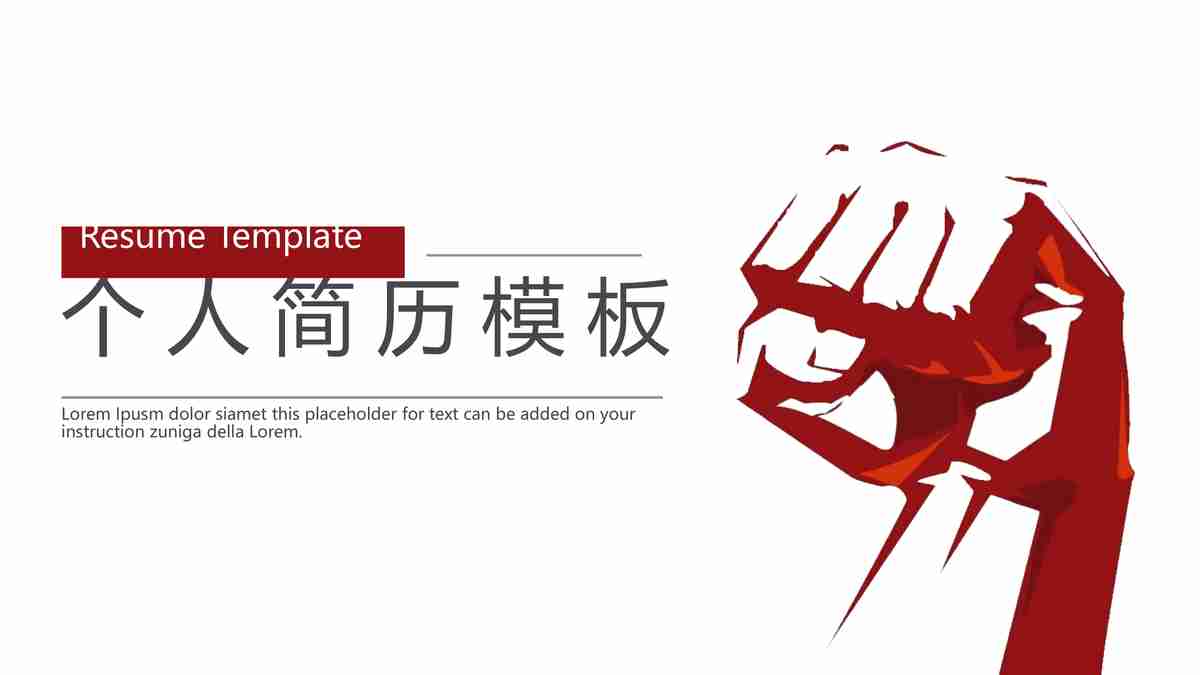 Resume Template
个人简历模板
Lorem Ipusm dolor siamet this placeholder for text can be added on your
instruction zuniga della Lorem.